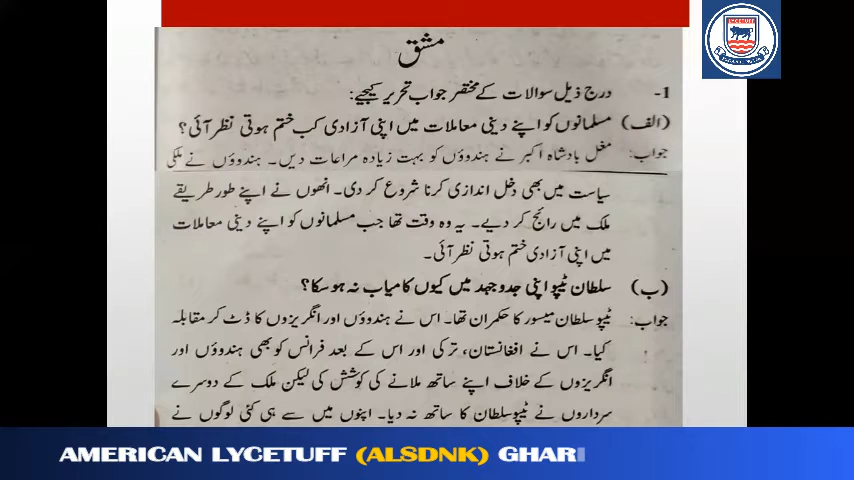 مشق
1- درج ذیل سوالات کے مختصر جواب تحریر کیجیے:
(الف) مسلمانوں کو اپنے دینی معاملات میں اپنی آزادی کب ختم ہوتی نظر آئی؟
جواب: مغل بادشاہ اکبر نے ہندوؤں کو بہت زیادہ مراعات دیں۔ ہندوؤں نے ملکی
سیاست میں بھی دخل اندازی کرنا شروع کر دی۔ انھوں نے اپنے طور طریقے
ملک میں رائج کر دیے۔ یہ وہ وقت تھا جب مسلمانوں کو اپنے دینی معاملات
میں اپنی آزادی ختم ہوتی نظر آئی۔
(ب) سلطان ٹیپو اپنی جدوجہد میں کیوں کامیاب نہ ہو سکا؟
جواب: ٹیپو سلطان میسور کا حکمران تھا۔ اس نے ہندوؤں اور انگریزوں کا ڈٹ کر مقابلہ
کیا۔ اس نے افغانستان، ترکی اور اس کے بعد فرانس کو بھی ہندوؤں اور
انگریزوں کے خلاف اپنے ساتھ ملانے کی کوشش کی لیکن ملک کے دوسرے
سرداروں نے ٹیپو سلطان کا ساتھ نہ دیا۔ اپنوں میں سے ہی کئی لوگوں نے
AMERICAN LYCETUFF (ALSDNK) GHARI